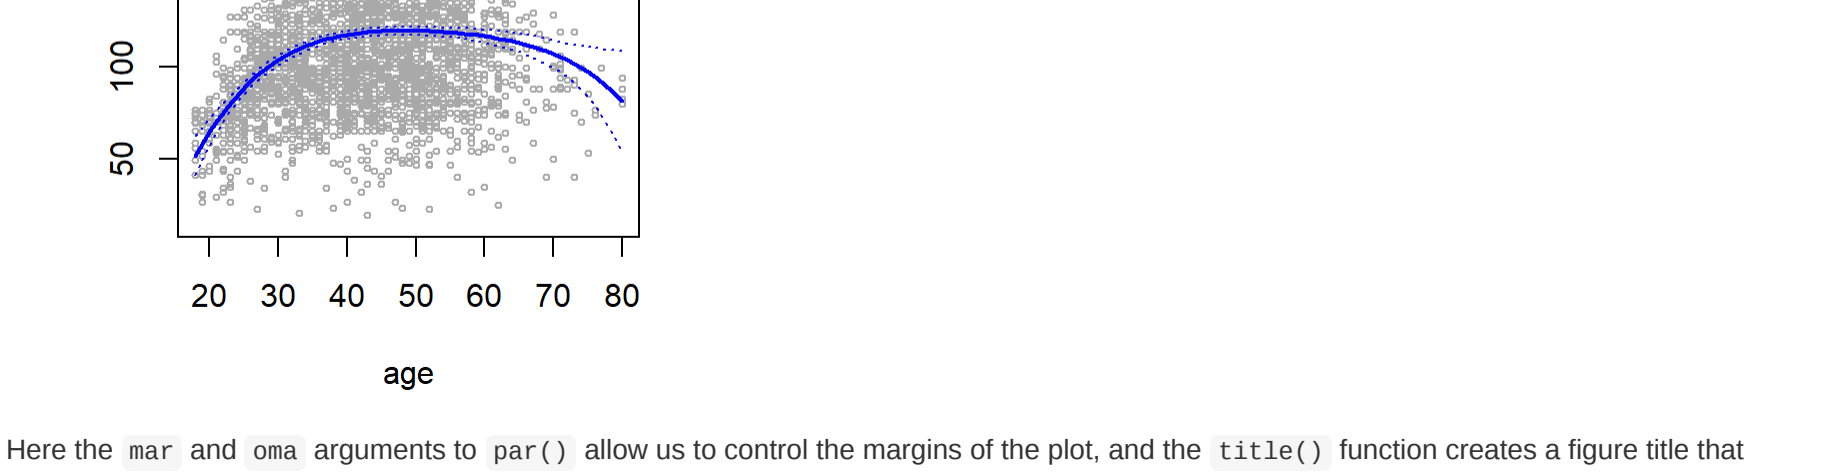 100
50
20 30 40 50 60 70 80
age
Here the mar and oma arguments to par() allow us to control the margins of the plot, and the title() function creates a figure title that